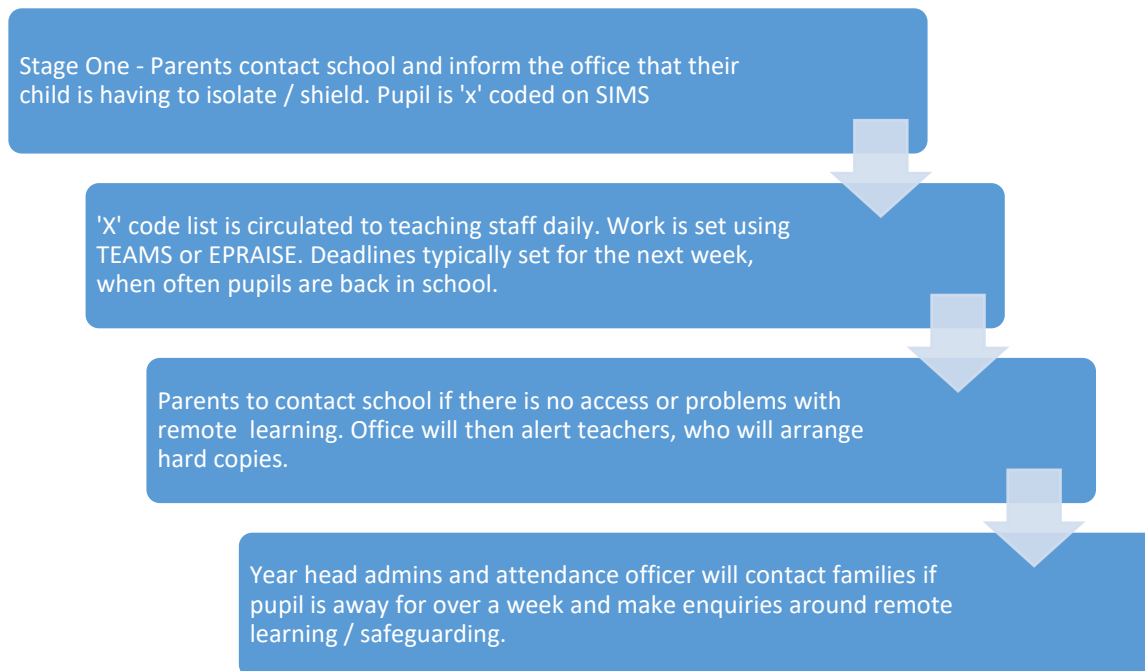 Stage One - Parents contact school and inform the office that their
child is having to isolate / shield. Pupil is 'x' coded on SIMS
'X' code list is circulated to teaching staff daily. Work is set using
TEAMS or EPRAISE. Deadlines typically set for the next week,
when often pupils are back in school.
Parents to contact school if there is no access or problems with
remote  learning. Office will then alert teachers, who will arrange
hard copies.
Year head admins and attendance officer will contact families if
pupil is away for over a week and make enquiries around remote
learning / safeguarding.